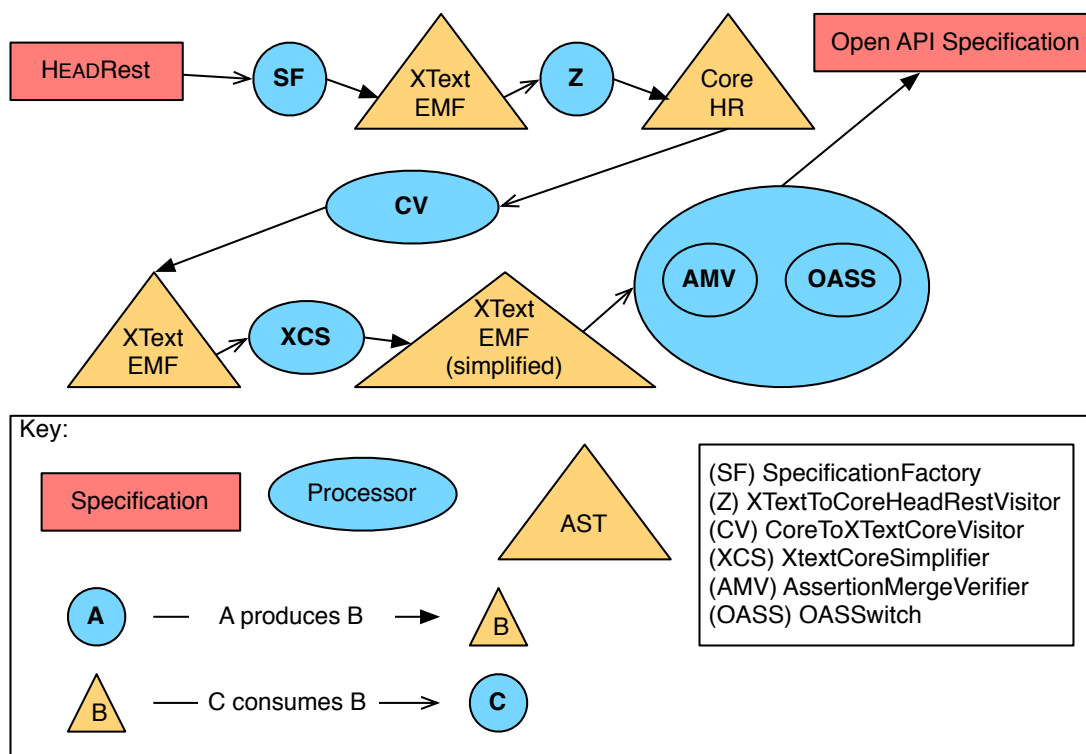 HEADRest
SF
XText
EMF
Z
Core
HR
Open API Specification
CV
XText
EMF
XCS
XText
EMF
(simplified)
AMV
OASS
Key:
Specification
Processor
AST
(SF) SpecificationFactory
(Z) XTextToCoreHeadRestVisitor
(CV) CoreToXTextCoreVisitor
(XCS) XtextCoreSimplifier
(AMV) AssertionMergeVerifier
(OASS) OASSwitch
A
A produces B
B
B
C consumes B
C